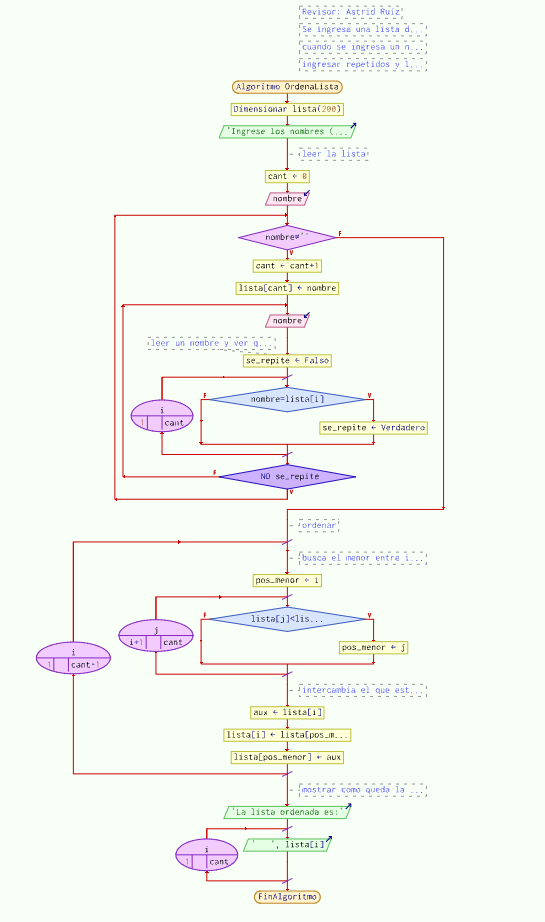 Revisor: Astrid Ruiz
Se ingresa una lista d...
cuando se ingresa un n...
ingresar repetidos y l...
Algoritmo OrdenaLista
Dimensionar lista(200)
'Ingrese los nombres (...
leer la lista
cant ← 0
nombre
nombre≠''
F
V
cant ← cant+1
lista[cant] ← nombre
nombre
leer un nombre y ver q...
se_repite ← Falso
nombre=lista[i]
F
V
i
1
cant
se_repite ← Verdadero
NO se_repite
F
V
ordenar
busca el menor entre i...
pos_menor ← i
lista[j]<lis...
F
V
j
i+1
cant
pos_menor ← j
i
1
cant-1
intercambia el que est...
aux ← lista[i]
lista[i] ← lista[pos_m...
lista[pos_menor] ← aux
mostrar como queda la ...
'La lista ordenada es:'
i
1
cant
'   ', lista[i]
FinAlgoritmo